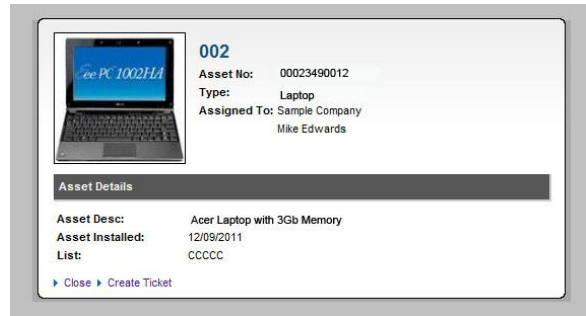 Eee PC 1002HA
002
Asset No: 00023490012
Type: Laptop
Assigned To: Sample Company
Mike Edwards
Asset Details
Asset Desc: Acer Laptop with 3Gb Memory
Asset Installed: 12/09/2011
List: CCCCC
Close Create Ticket